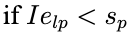 if Ie_{lp} < s_p